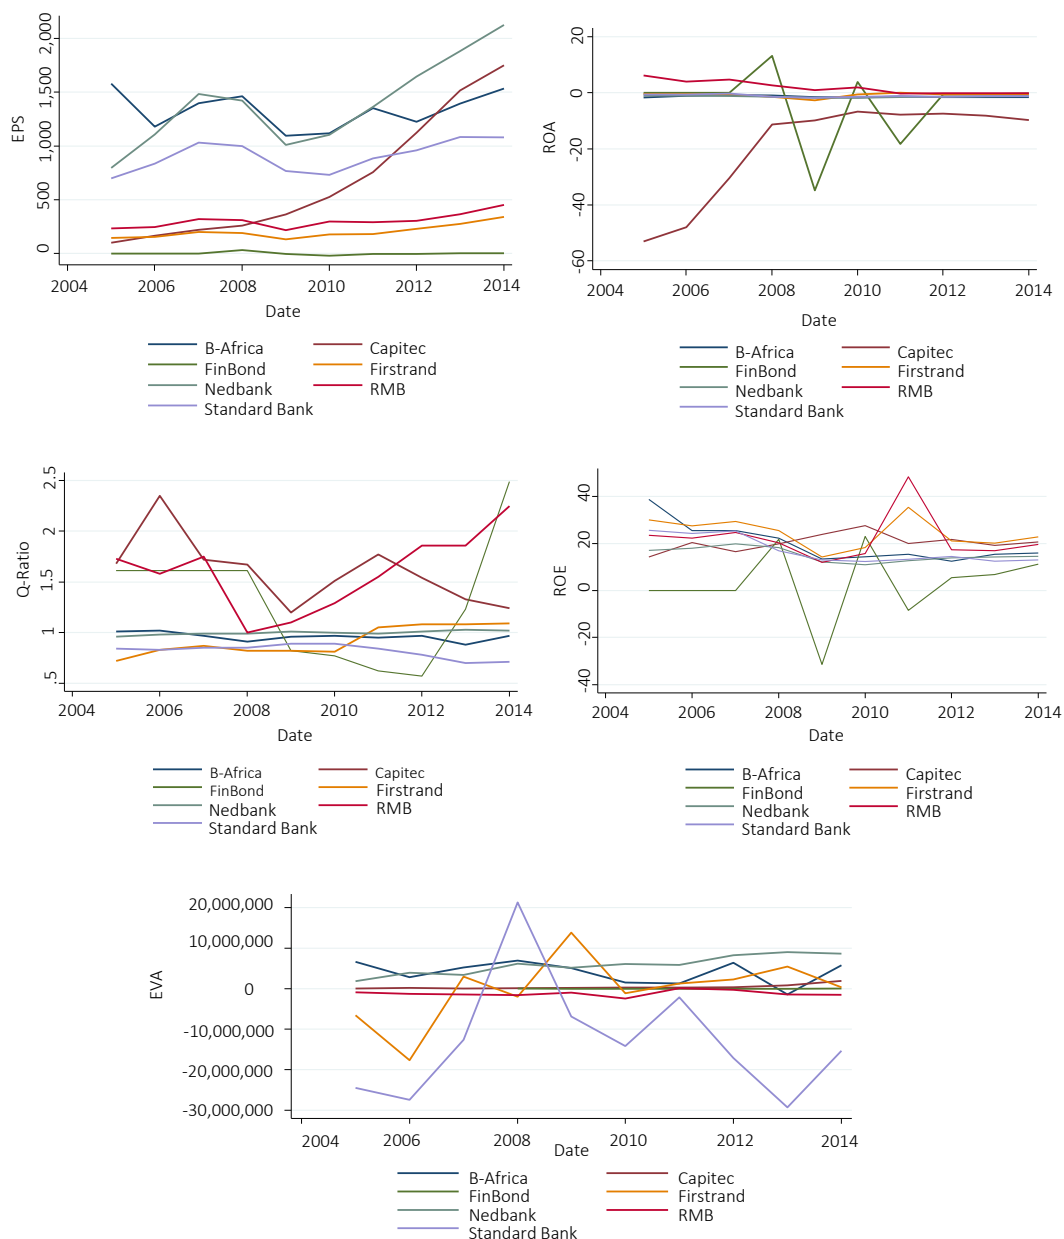 EPS
2,000
1,500
1,000
500
0
2004 2006 2008 2010 2012 2014
Date
B-Africa Capitec
FinBond Firstrand
Nedbank RMB
Standard Bank
ROA
20
0
-20
-40
-60
2004 2006 2008 2010 2012 2014
Date
B-Africa Capitec
FinBond Firstrand
Nedbank RMB
Standard Bank
Q-Ratio
2.5
2
1.5
1
.5
2004 2006 2008 2010 2012 2014
Date
B-Africa Capitec
FinBond Firstrand
Nedbank RMB
Standard Bank
ROE
40
20
0
-20
-40
2004 2006 2008 2010 2012 2014
Date
B-Africa Capitec
FinBond Firstrand
Nedbank RMB
Standard Bank
EVA
20,000,000
10,000,000
0
-10,000,000
-20,000,000
-30,000,000
2004 2006 2008 2010 2012 2014
Date
B-Africa Capitec
FinBond Firstrand
Nedbank RMB
Standard Bank